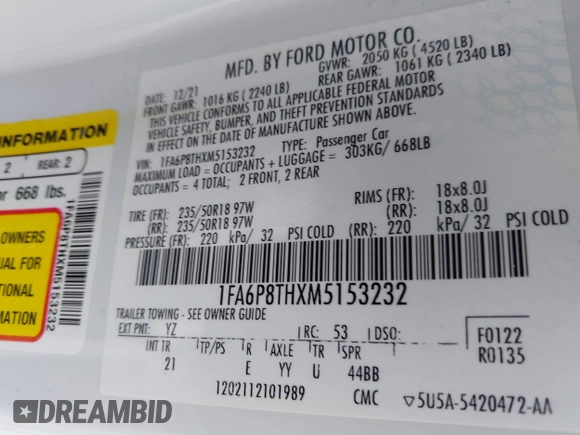 MFD. BY FORD MOTOR CO.
DATE: 12/21
GVWR: 2050 KG ( 4520 LB)
FRONT GAWR: 1016 KG ( 2240 LB)
REAR GAWR: 1061 KG ( 2340 LB)
THIS VEHICLE CONFORMS TO ALL APPLICABLE FEDERAL MOTOR
VEHICLE SAFETY, BUMPER, AND THEFT PREVENTION STANDARDS
IN EFFECT ON THE DATE OF MANUFACTURE SHOWN ABOVE.
VIN: 1FA6P8THXM5153232
TYPE: Passenger Car
MAXIMUM LOAD = OCCUPANTS + LUGGAGE = 303KG/ 668LB
OCCUPANTS = 4 TOTAL; 2 FRONT, 2 REAR
TIRE (FR): 235/50R18 97W
RIMS (FR): 18x8.0J
(RR): 235/50R18 97W
(RR): 18x8.0J
PRESSURE (FR): 220 kPa/ 32 PSI COLD
(RR): 220 kPa/ 32 PSI COLD
1FA6P8THXM5153232
TRAILER TOWING - SEE OWNER GUIDE
EXT PNT: YZ
RC: 53
DSO:
F0122
R0135
INT TR TP/PS R AXLE TR SPR
21 E YY U 44BB
1202112101989
CMC
▽5U5A-5420472-AA
INFORMATION
2
REAR: 2
or 668 lbs.
OWNERS
UAL FOR
TIONAL
RMATION
1FA6P8THXM5153232
DREAMBID